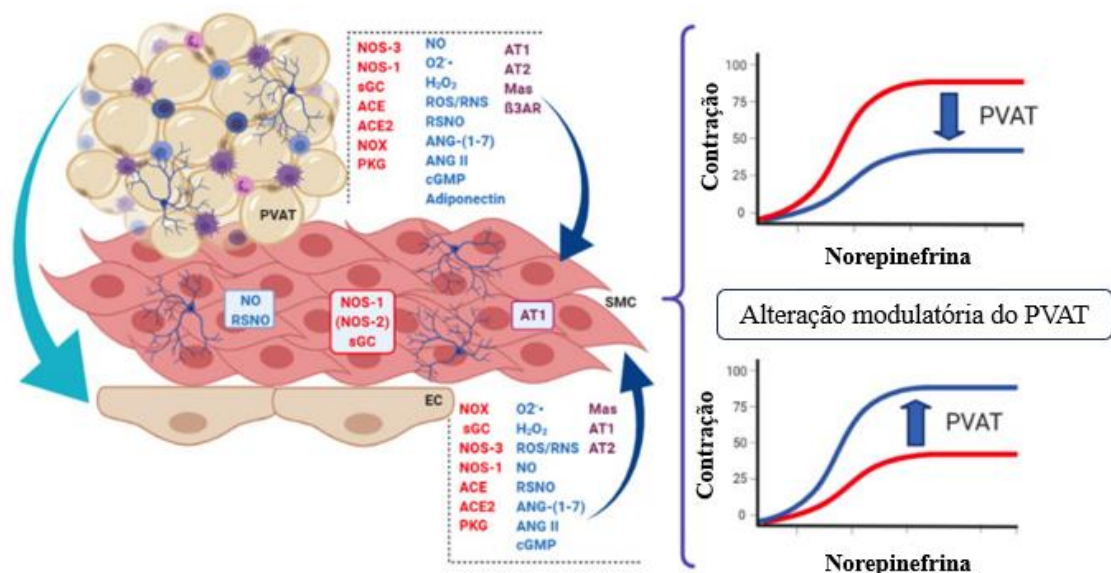 NOS-3 NO AT1
NOS-1 O2⁻• AT2
sGC H₂O₂ Mas
ACE ROS/RNS ß3AR
ACE2 RSNO
NOX ANG-(1-7)
PKG ANG II
cGMP
Adiponectin
PVAT
NO
RSNO
NOS-1
(NOS-2)
sGC
AT1
SMC
EC
NOX O2⁻• Mas
sGC H₂O₂ AT1
NOS-3 ROS/RNS AT2
NOS-1 NO
ACE RSNO
ACE2 ANG-(1-7)
PKG ANG II
cGMP
Contração
100
75
50
25
0
PVAT
Norepinefrina
Alteração modulatória do PVAT
Contração
100
75
50
25
0
PVAT
Norepinefrina